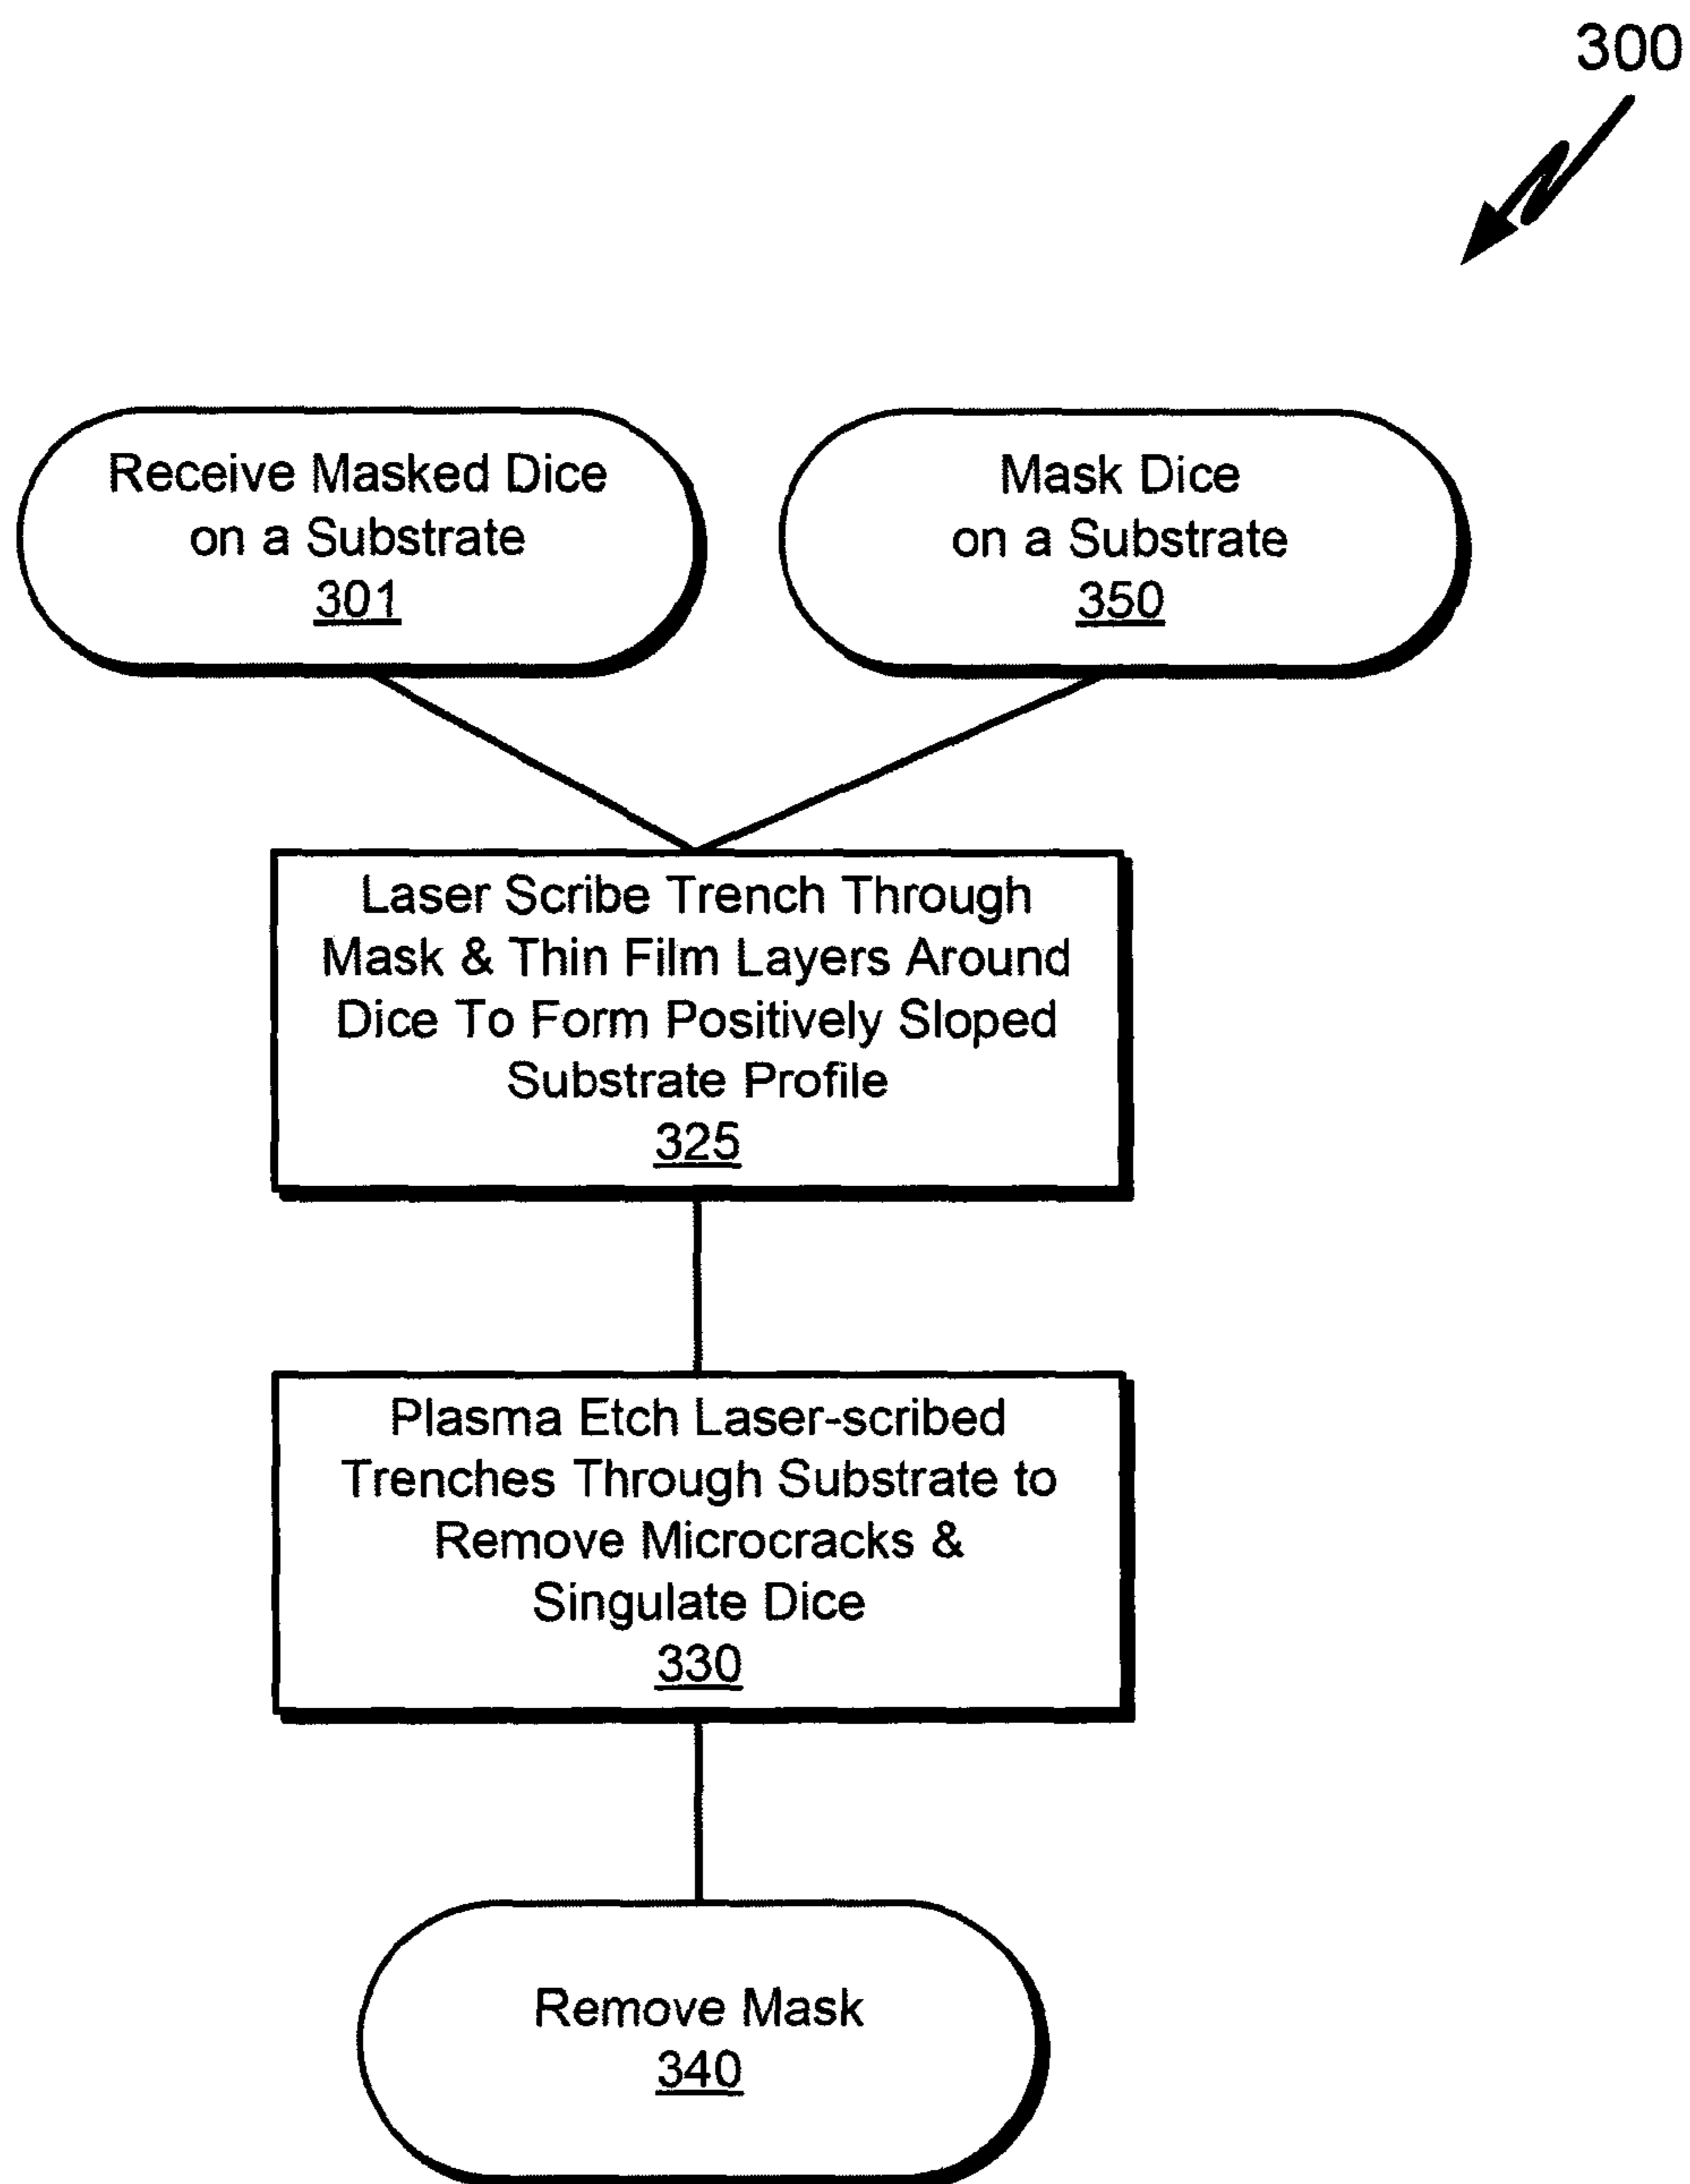 300
Receive Masked Dice
on a Substrate
301
Mask Dice
on a Substrate
350
Laser Scribe Trench Through
Mask & Thin Film Layers Around
Dice To Form Positively Sloped
Substrate Profile
325
Plasma Etch Laser-scribed
Trenches Through Substrate to
Remove Microcracks &
Singulate Dice
330
Remove Mask
340